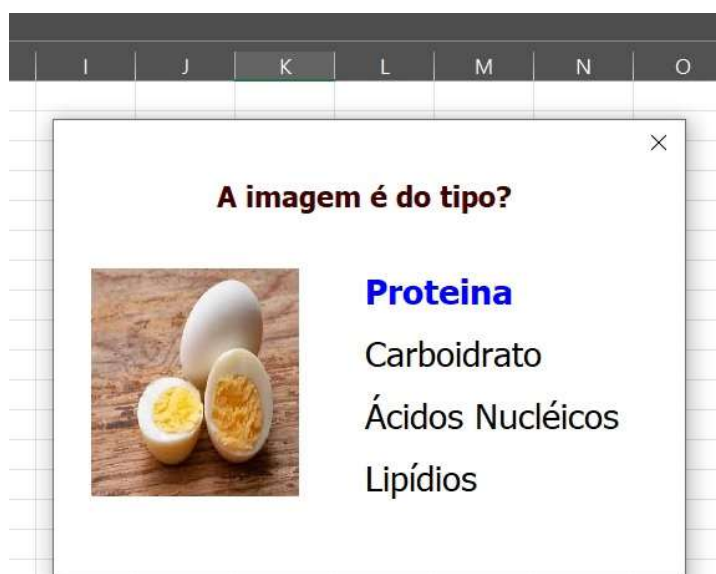 I J K L M N O
A imagem é do tipo?
Proteina
Carboidrato
Ácidos Nucléicos
Lipídios